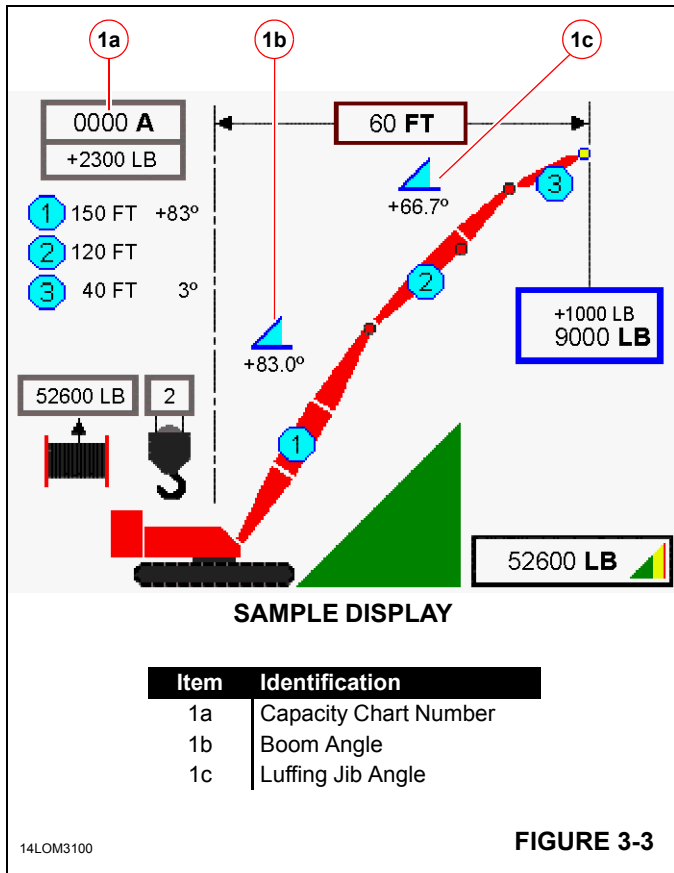 1a
1b
1c
0000 A
+2300 LB
60 FT
1 150 FT +83º
2 120 FT
3 40 FT 3º
+66.7º
3
2
+83.0º
1
+1000 LB
9000 LB
52600 LB
2
52600 LB
SAMPLE DISPLAY
Item Identification
1a Capacity Chart Number
1b Boom Angle
1c Luffing Jib Angle
14LOM3100
FIGURE 3-3